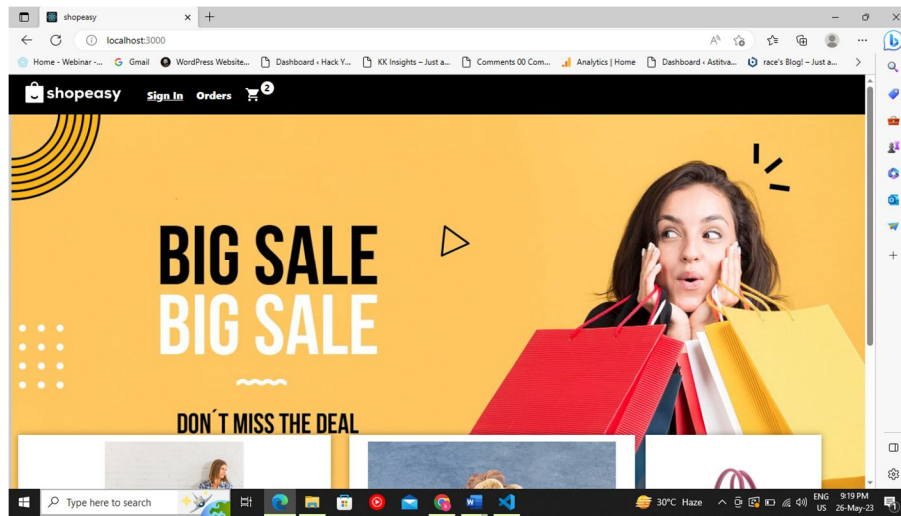 shopeasy
localhost:3000
Home - Webinar -...
Gmail
WordPress Website...
Dashboard ‹ Hack Y...
KK Insights – Just a...
Comments 00 Com...
Analytics | Home
Dashboard ‹ Astitva...
race's Blog! – Just a...
shopeasy Sign In Orders 2
BIG SALE
BIG SALE
DON´T MISS THE DEAL
Type here to search
30°C Haze
ENG 9:19 PM
US 26-May-23